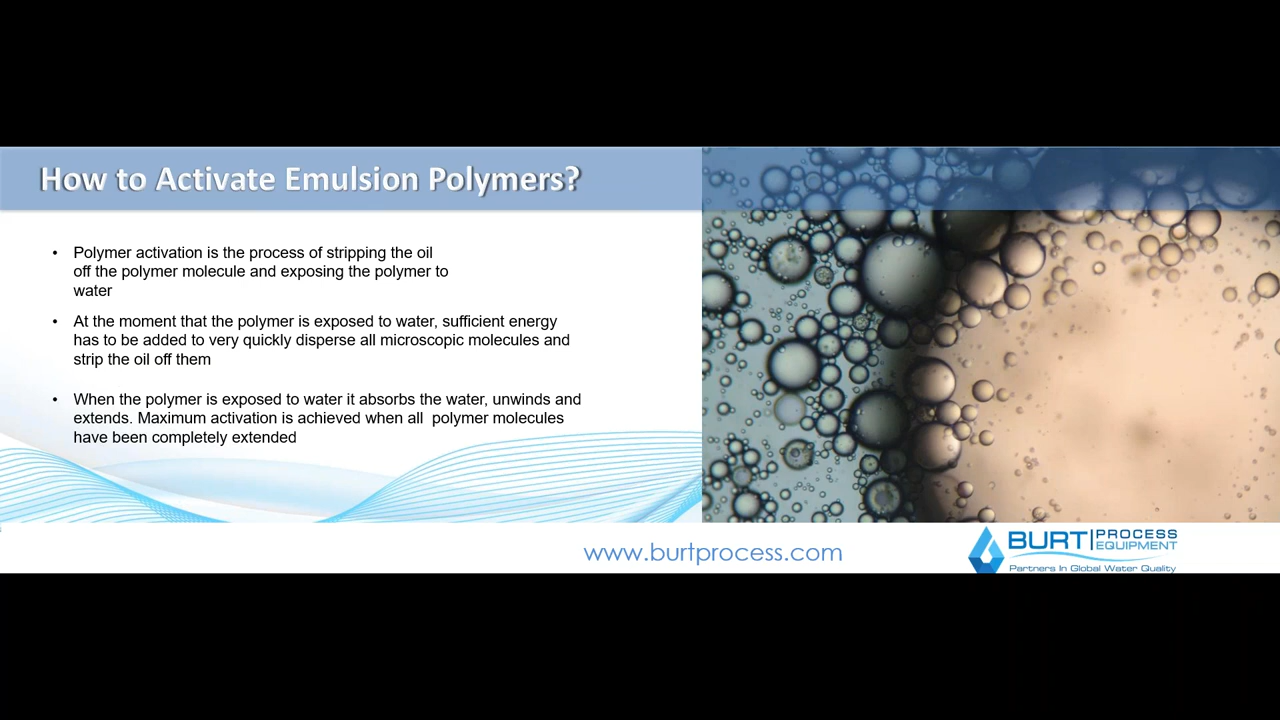 How to Activate Emulsion Polymers?
• Polymer activation is the process of stripping the oil
off the polymer molecule and exposing the polymer to
water
• At the moment that the polymer is exposed to water, sufficient energy
has to be added to very quickly disperse all microscopic molecules and
strip the oil off them
• When the polymer is exposed to water it absorbs the water, unwinds and
extends. Maximum activation is achieved when all  polymer molecules
have been completely extended
www.burtprocess.com
BURT|PROCESS
EQUIPMENT
Partners In Global Water Quality